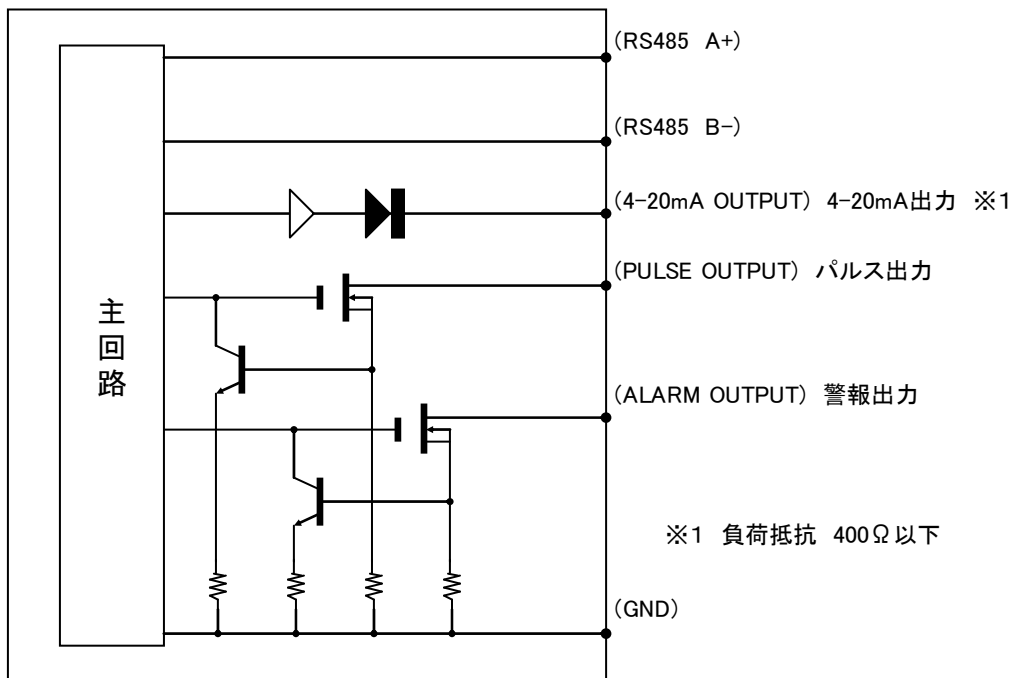 (RS485 A+)
(RS485 B-)
(4-20mA OUTPUT) 4-20mA出力 ※1
(PULSE OUTPUT) パルス出力
主回路
(ALARM OUTPUT) 警報出力
※1 負荷抵抗 400Ω以下
(GND)